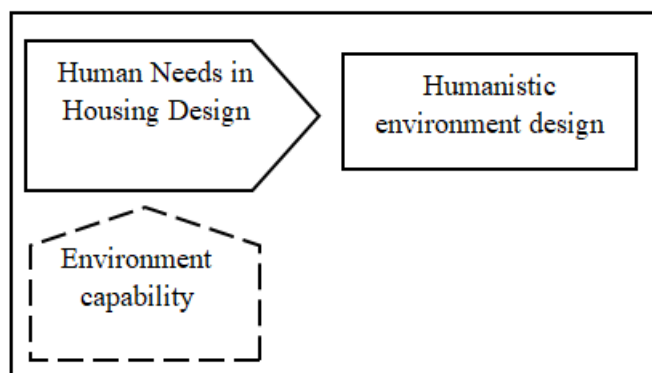 Human Needs in
Housing Design
Humanistic
environment design
Environment
capability